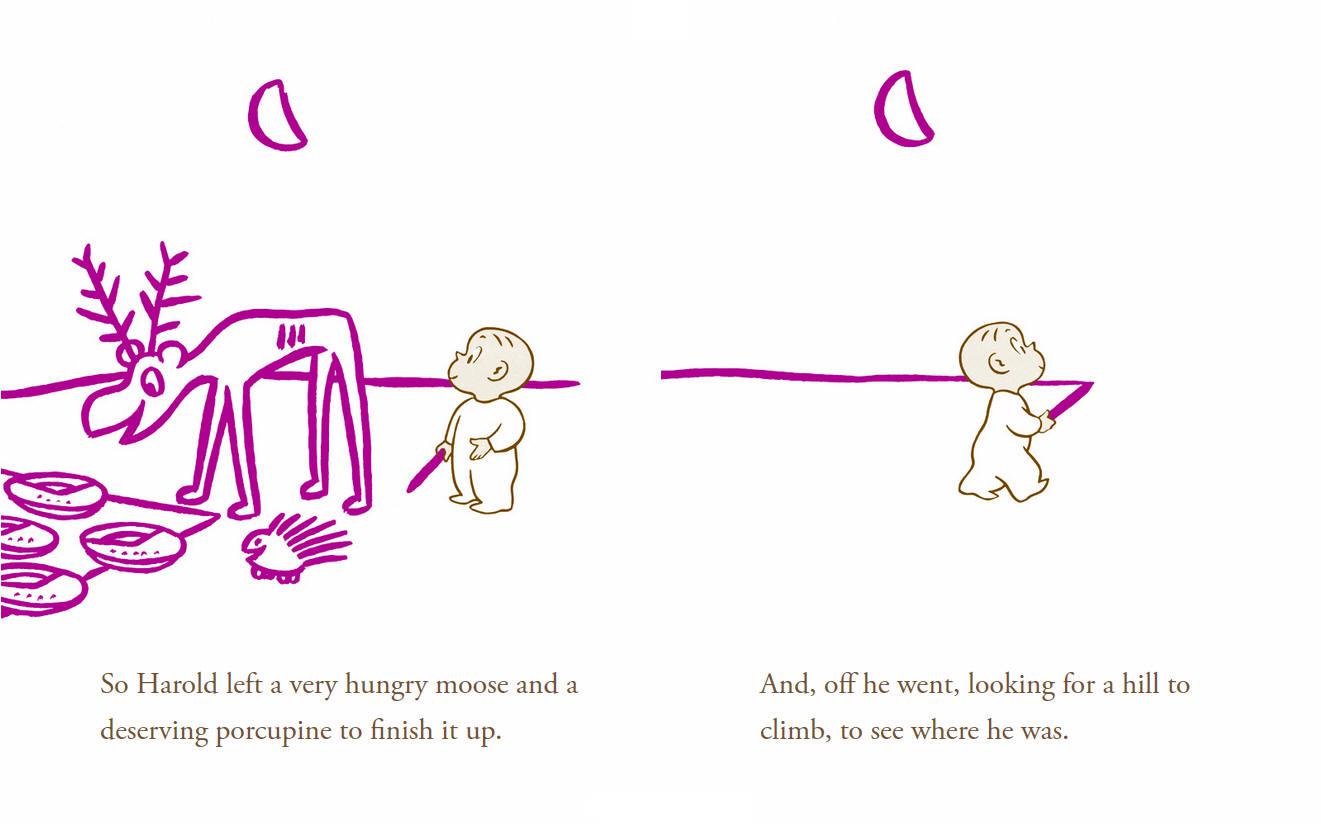 So Harold left a very hungry moose and a
deserving porcupine to finish it up.
And, off he went, looking for a hill to
climb, to see where he was.